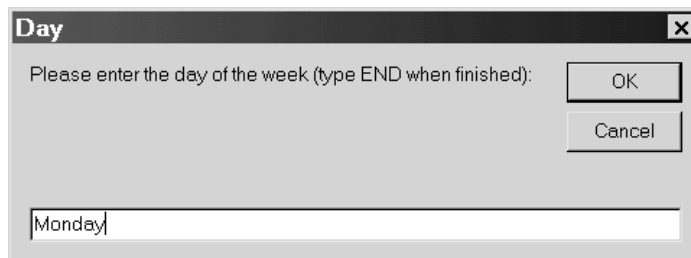 Day
Please enter the day of the week (type END when finished):
OK
Cancel
Monday